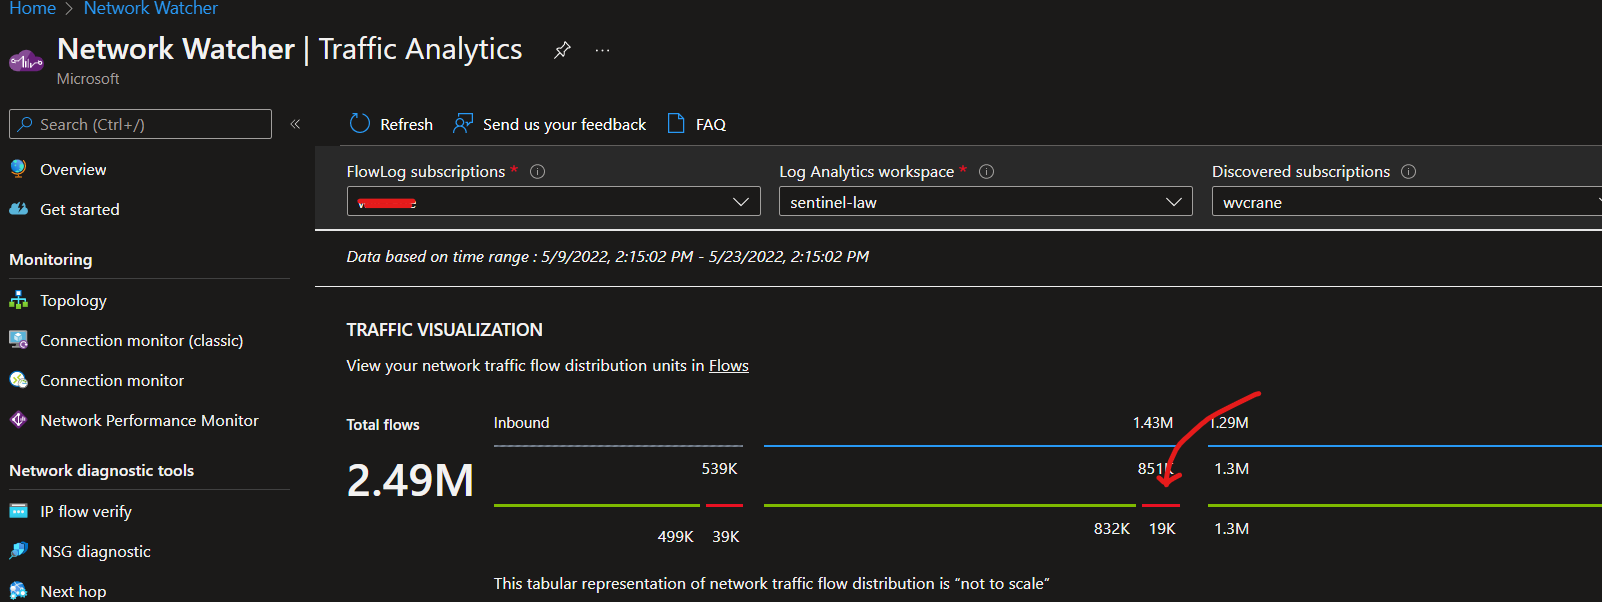 Home > Network Watcher
Network Watcher | Traffic Analytics
Microsoft
Search (Ctrl+/)
Overview
Get started
Monitoring
Topology
Connection monitor (classic)
Connection monitor
Network Performance Monitor
Network diagnostic tools
IP flow verify
NSG diagnostic
Next hop
Refresh
Send us your feedback
FAQ
FlowLog subscriptions *
Log Analytics workspace *
sentinel-law
Discovered subscriptions
wvcrane
Data based on time range : 5/9/2022, 2:15:02 PM - 5/23/2022, 2:15:02 PM
TRAFFIC VISUALIZATION
View your network traffic flow distribution units in Flows
Total flows
2.49M
Inbound 1.43M 1.29M
539K 851K 1.3M
499K 39K 832K 19K 1.3M
This tabular representation of network traffic flow distribution is “not to scale”